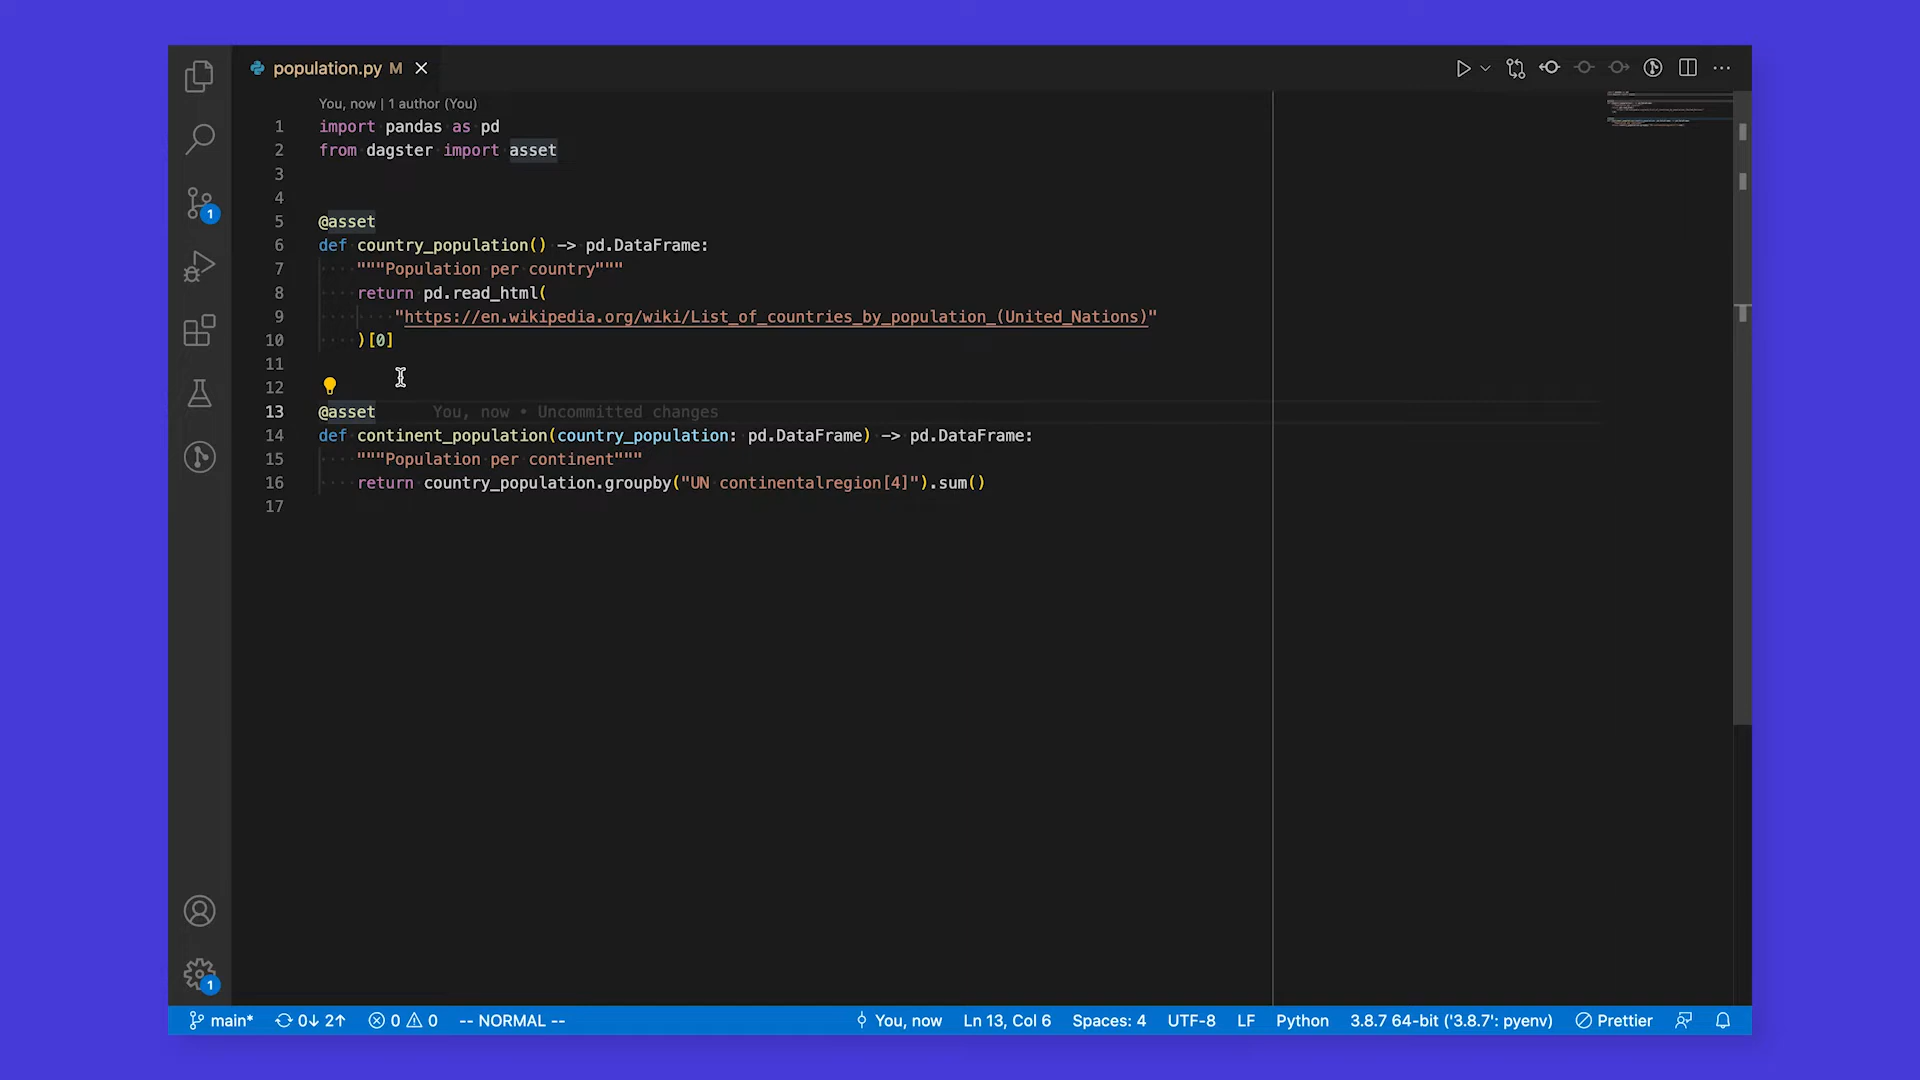 population.py M
You, now | 1 author (You)
1 import pandas as pd
2 from dagster import asset
3
4
5 @asset
6 def country_population() -> pd.DataFrame:
7 """Population per country"""
8 return pd.read_html(
9 "https://en.wikipedia.org/wiki/List_of_countries_by_population_(United_Nations)"
10 )[0]
11
12
13 @asset You, now • Uncommitted changes
14 def continent_population(country_population: pd.DataFrame) -> pd.DataFrame:
15 """Population per continent"""
16 return country_population.groupby("UN continentalregion[4]").sum()
17
1
1
main* 0↓ 2↑ 0 0 -- NORMAL -- You, now Ln 13, Col 6 Spaces: 4 UTF-8 LF Python 3.8.7 64-bit ('3.8.7': pyenv) Prettier